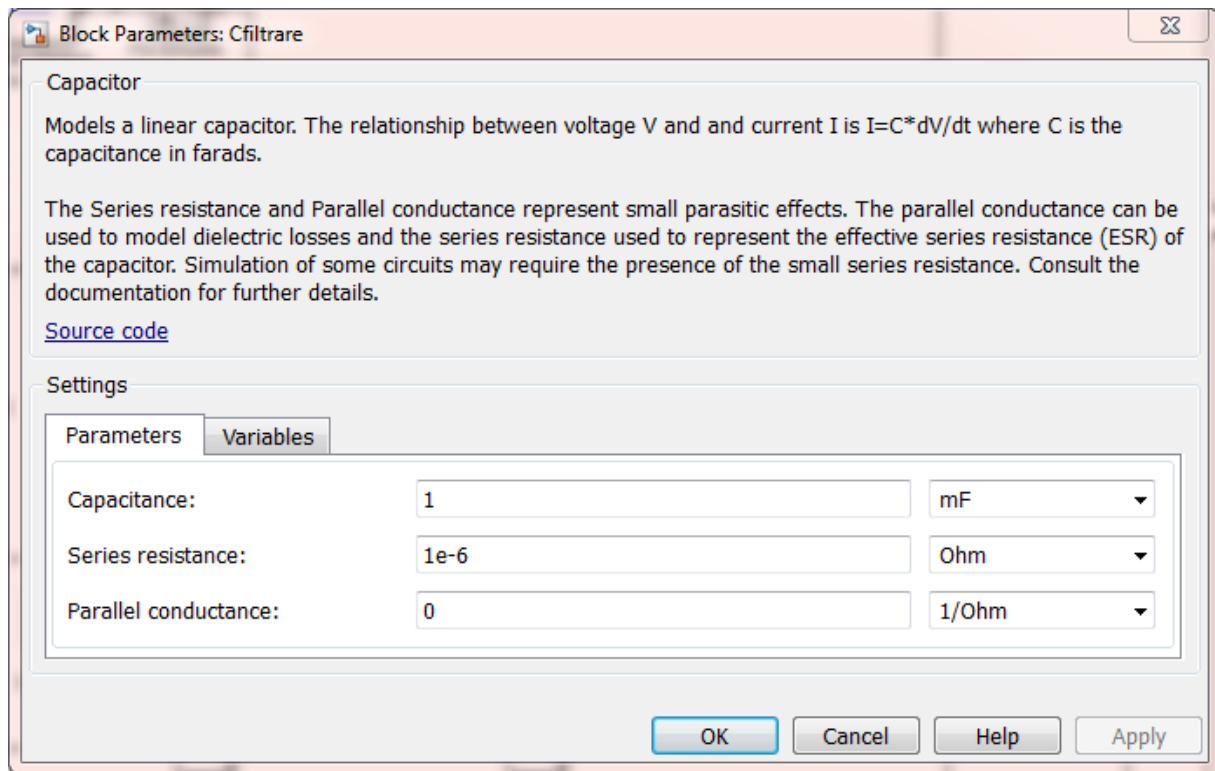 Block Parameters: Cfiltrare
Capacitor
Models a linear capacitor. The relationship between voltage V and and current I is I=C*dV/dt where C is the
capacitance in farads.
The Series resistance and Parallel conductance represent small parasitic effects. The parallel conductance can be
used to model dielectric losses and the series resistance used to represent the effective series resistance (ESR) of
the capacitor. Simulation of some circuits may require the presence of the small series resistance. Consult the
documentation for further details.
Source code
Settings
Parameters Variables
Capacitance: 1 mF
Series resistance: 1e-6 Ohm
Parallel conductance: 0 1/Ohm
OK Cancel Help Apply